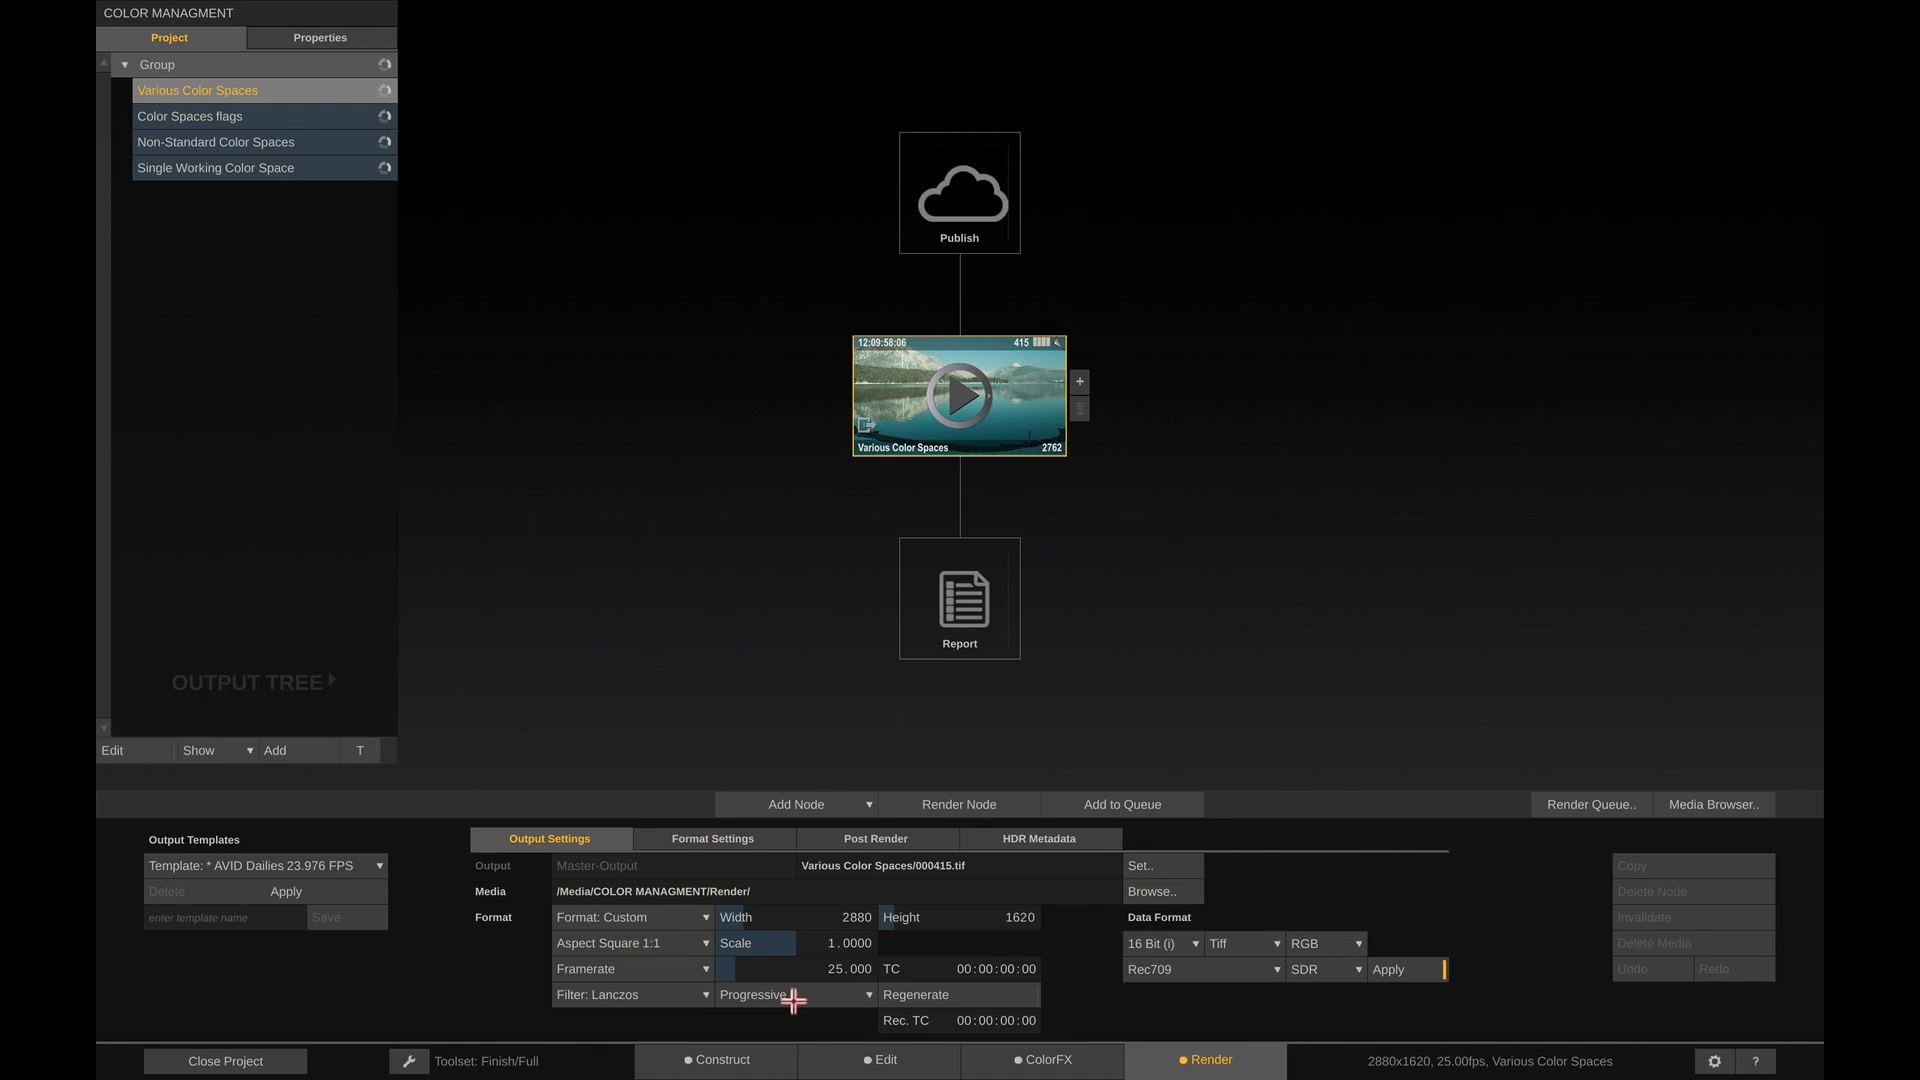 COLOR MANAGMENT
Project Properties
Group
Various Color Spaces
Color Spaces flags
Non-Standard Color Spaces
Single Working Color Space
Publish
12:09:58:06 415
Various Color Spaces 2762
Report
OUTPUT TREE
Edit Show Add T
Add Node Render Node Add to Queue Render Queue.. Media Browser..
Output Templates
Template: * AVID Dailies 23.976 FPS
Delete Apply
enter template name Save
Output Settings Format Settings Post Render HDR Metadata
Output Master-Output Various Color Spaces/000415.tif Set..
Media /Media/COLOR MANAGMENT/Render/ Browse..
Format Format: Custom Width 2880 Height 1620
Aspect Square 1:1 Scale 1.0000
Framerate 25.000 TC 00:00:00:00
Filter: Lanczos Progressive Regenerate
Rec. TC 00:00:00:00
Data Format
16 Bit (i) Tiff RGB
Rec709 SDR Apply
Copy
Delete Node
Invalidate
Delete Media
Undo Redo
Close Project Toolset: Finish/Full Construct Edit ColorFX Render 2880x1620, 25.00fps, Various Color Spaces ?